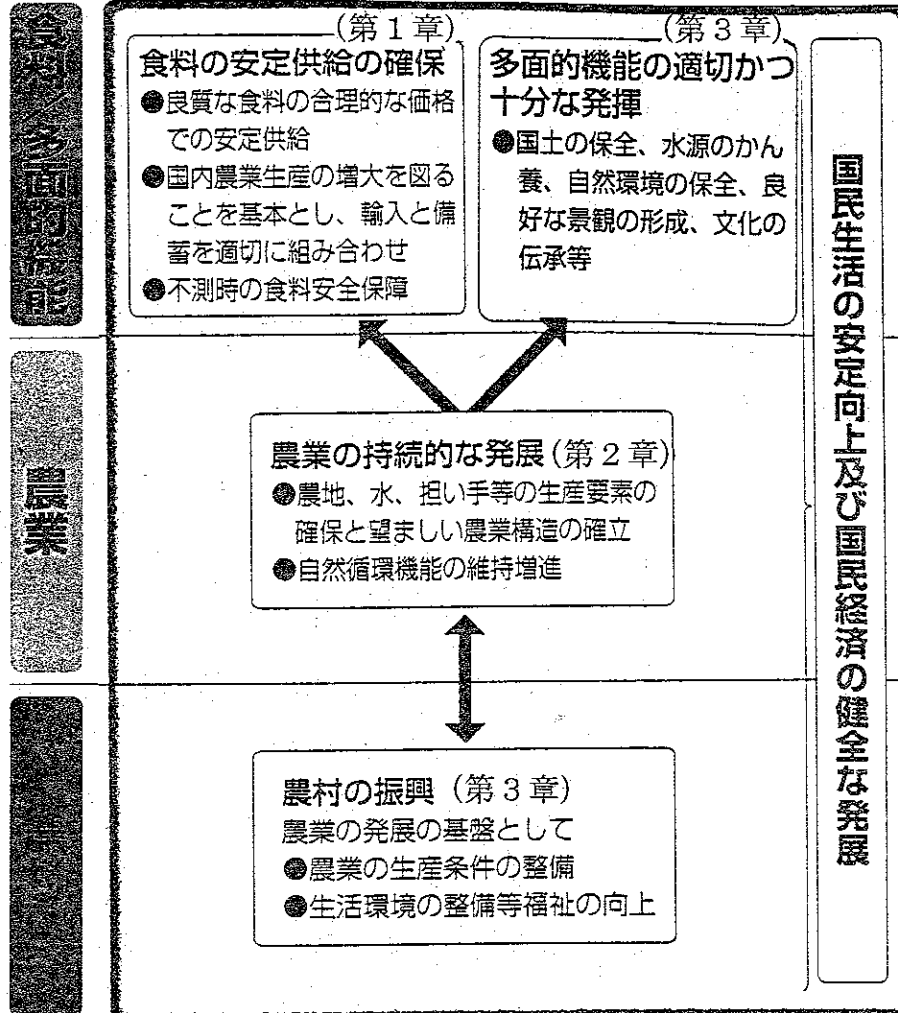 食料／多面的機能
(第１章)
食料の安定供給の確保
●良質な食料の合理的な価格
での安定供給
●国内農業生産の増大を図る
ことを基本とし、輸入と備
蓄を適切に組み合わせ
●不測時の食料安全保障
(第３章)
多面的機能の適切かつ
十分な発揮
●国土の保全、水源のかん
養、自然環境の保全、良
好な景観の形成、文化の
伝承等
農業
農業の持続的な発展(第２章)
●農地、水、担い手等の生産要素の
確保と望ましい農業構造の確立
●自然循環機能の維持増進
農村の振興（第３章)
農業の発展の基盤として
●農業の生産条件の整備
●生活環境の整備等福祉の向上
国民生活の安定向上及び国民経済の健全な発展